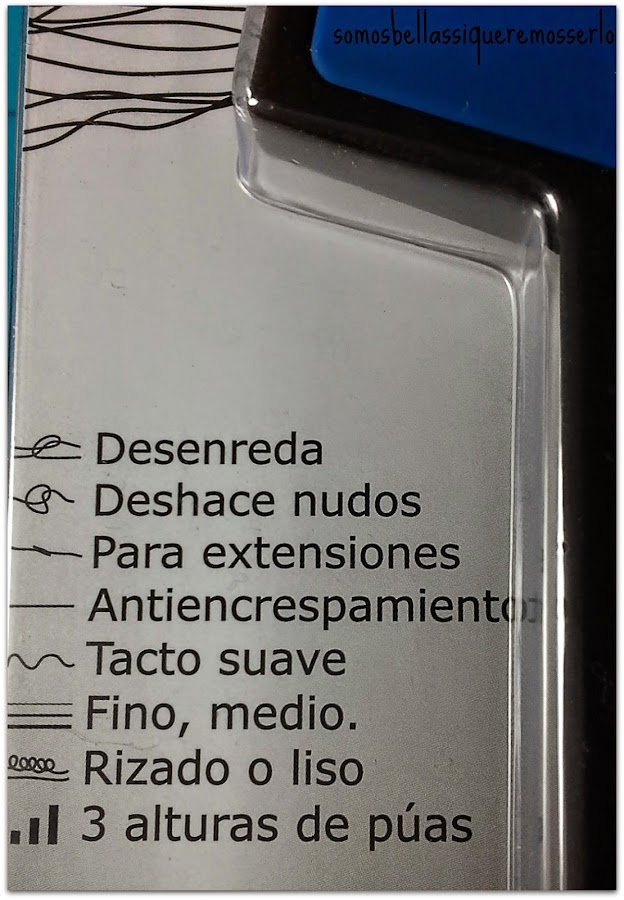 somosbellassiqueremosserlo
Desenreda
Deshace nudos
Para extensiones
Antiencrespamiento
Tacto suave
Fino, medio.
Rizado o liso
3 alturas de púas